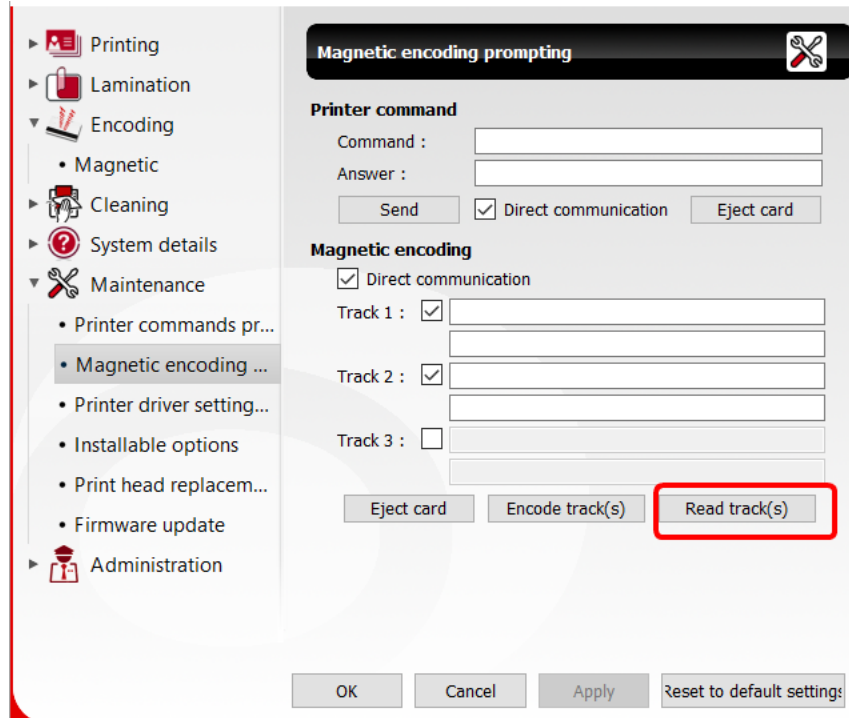 Printing
Lamination
Encoding
• Magnetic
Cleaning
System details
Maintenance
• Printer commands pr...
• Magnetic encoding ...
• Printer driver setting...
• Installable options
• Print head replacem...
• Firmware update
Administration
Magnetic encoding prompting
Printer command
Command :
Answer :
Send Direct communication Eject card
Magnetic encoding
Direct communication
Track 1 :
Track 2 :
Track 3 :
Eject card Encode track(s) Read track(s)
OK Cancel Apply Reset to default settings